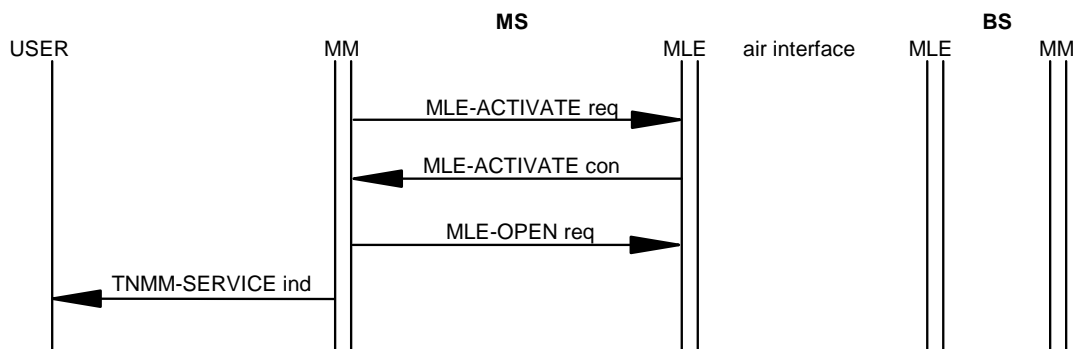 MS BS
USER MM MLE air interface MLE MM
MLE-ACTIVATE req
MLE-ACTIVATE con
MLE-OPEN req
TNMM-SERVICE ind